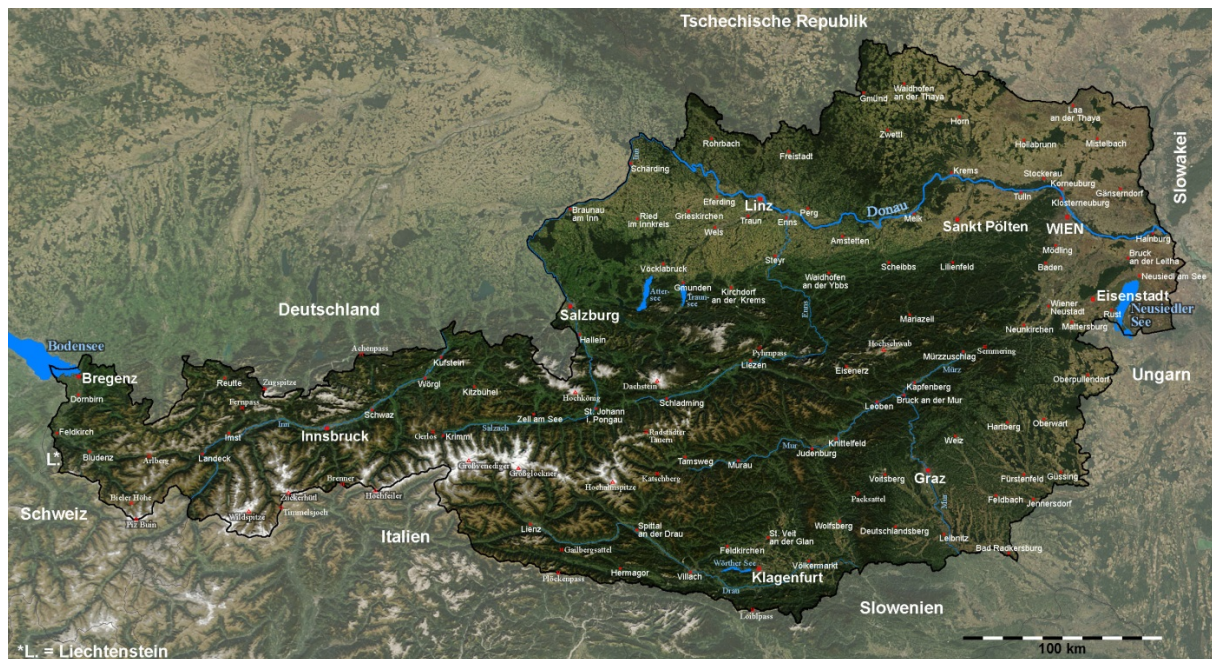 Tschechische Republik
Slowakei
Waidhofen
an der Thaya
Gmünd
Laa
an der Thaya
Horn
Zwettl
Rohrbach
Hollabrunn
Mistelbach
Inn
Freistadt
Schärding
Krems
Stockerau
Korneuburg
Gänserndorf
Tulln
Klosterneuburg
Eferding
Linz
Perg
Donau
Braunau
am Inn
Ried
im Innkreis
Grieskirchen
Traun
Enns
Melk
Sankt Pölten
WIEN
Wels
Amstetten
Hainburg
Mödling
Bruck
an der Leitha
Steyr
Scheibbs
Lilienfeld
Baden
Vöcklabruck
Waidhofen
an der Ybbs
Neusiedl am See
Atter-
see
Gmunden
Traun-
see
Kirchdorf
an der Krems
Enns
Eisenstadt
Neusiedler
See
Wiener
Neustadt
Rust
Deutschland
Salzburg
Mariazell
Neunkirchen
Mattersburg
Hallein
Hochschwab
Bodensee
Achenpass
Pyhrnpass
Semmering
Mürzzuschlag
Kufstein
Liezen
Eisenerz
Mürz
Ungarn
Bregenz
Reutte
Zugspitze
Wörgl
Kitzbühel
Hochkönig
Dachstein
Kapfenberg
Oberpullendorf
Dornbirn
Fernpass
Schwaz
St. Johann
i. Pongau
Schladming
Leoben
Bruck an der Mur
Zell am See
Inn
Salzach
Feldkirch
Imst
Innsbruck
Gerlos
Krimml
Radstädter
Tauern
Mur
Knittelfeld
Weiz
Hartberg
Oberwart
L.*
Bludenz
Arlberg
Landeck
Großvenediger
Großglockner
Tamsweg
Murau
Judenburg
Katschberg
Voitsberg
Graz
Fürstenfeld
Güssing
Bieler Höhe
Brenner
Zuckerhütl
Hochfeiler
Hochalmspitze
Packsattel
Feldbach
Jennersdorf
Schweiz
Piz Buin
Wildspitze
Timmelsjoch
Mur
Italien
Lienz
Spittal
an der Drau
St. Veit
an der Glan
Wolfsberg
Deutschlandsberg
Leibnitz
Gailbergsattel
Feldkirchen
Bad Radkersburg
Wörther See
Völkermarkt
Plöckenpass
Hermagor
Villach
Klagenfurt
Drau
Loiblpass
Slowenien
*L. = Liechtenstein
100 km